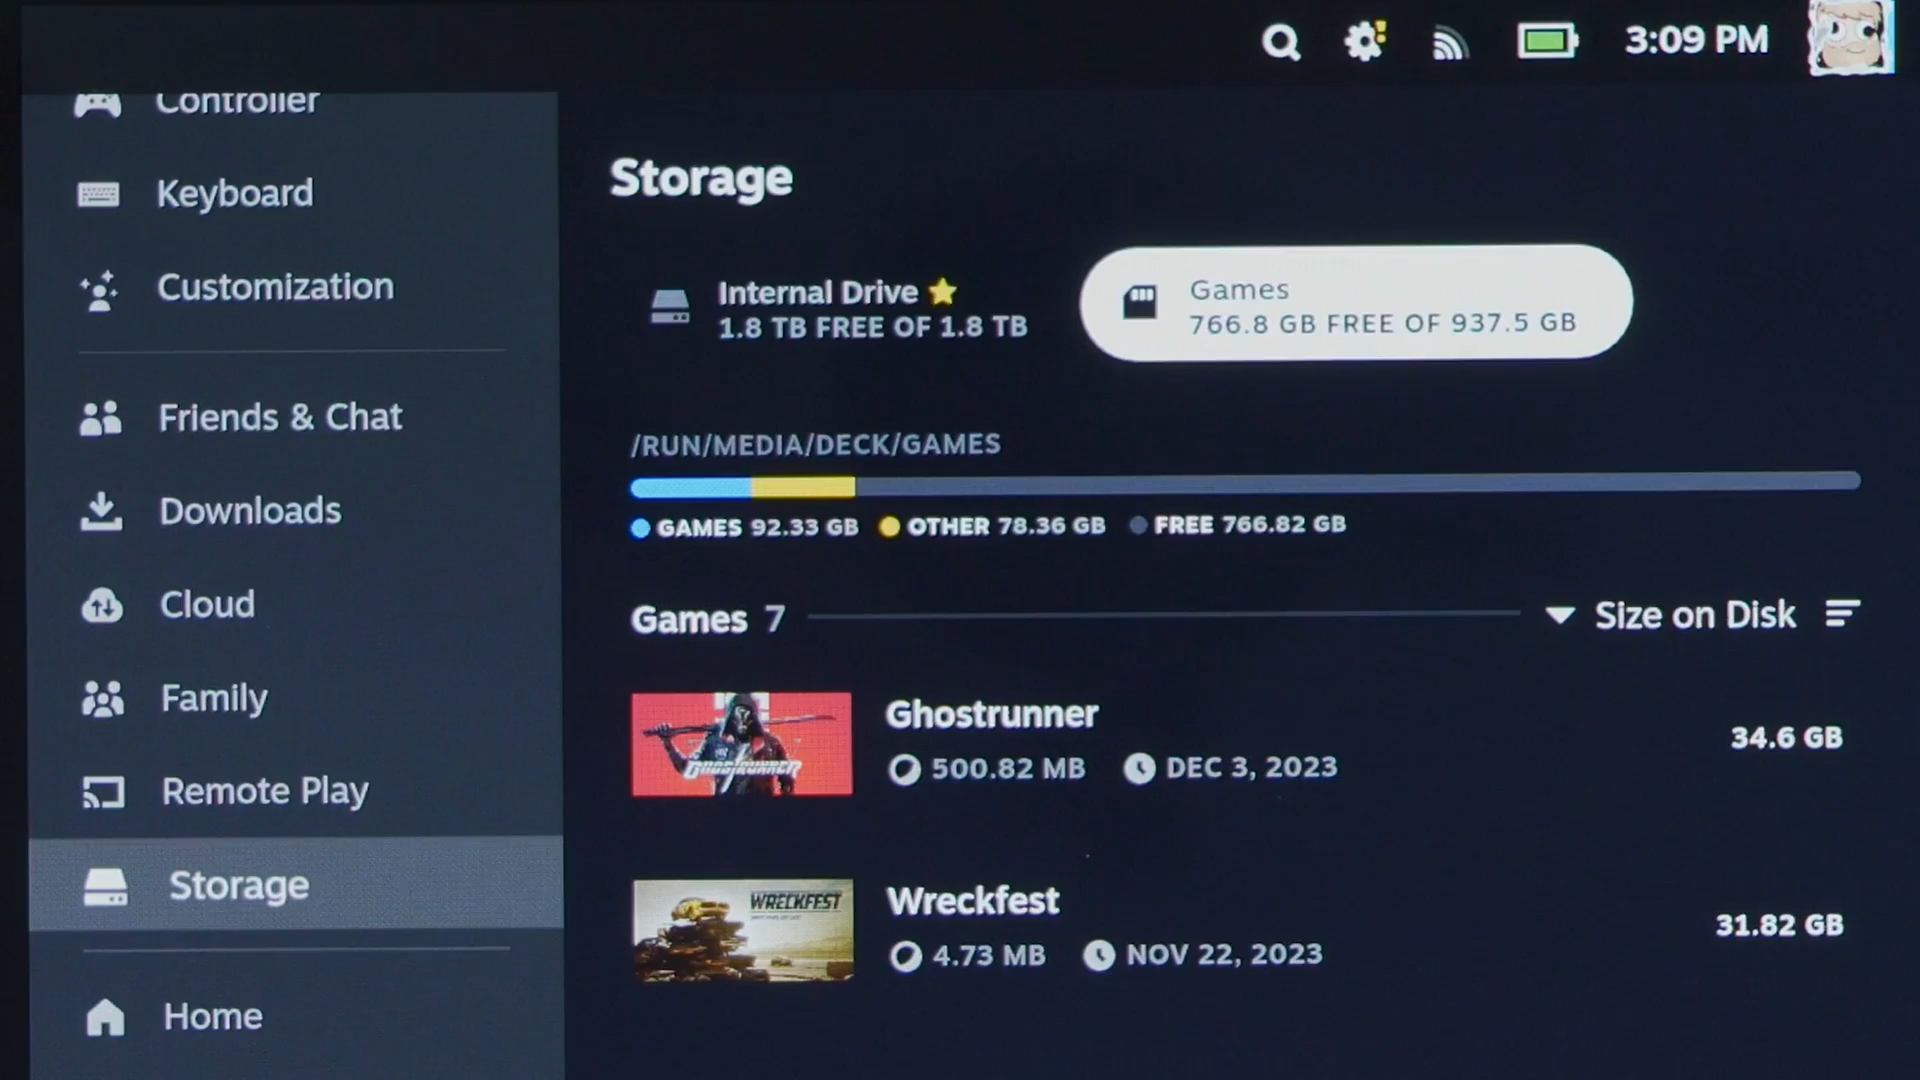 3:09 PM
Controller
Keyboard
Customization
Friends & Chat
Downloads
Cloud
Family
Remote Play
Storage
Home
Storage
Internal Drive
1.8 TB FREE OF 1.8 TB
Games
766.8 GB FREE OF 937.5 GB
/RUN/MEDIA/DECK/GAMES
GAMES 92.33 GB OTHER 78.36 GB FREE 766.82 GB
Games 7
Size on Disk
GHOSTRUNNER
Ghostrunner
500.82 MB DEC 3, 2023
34.6 GB
WRECKFEST
Wreckfest
4.73 MB NOV 22, 2023
31.82 GB